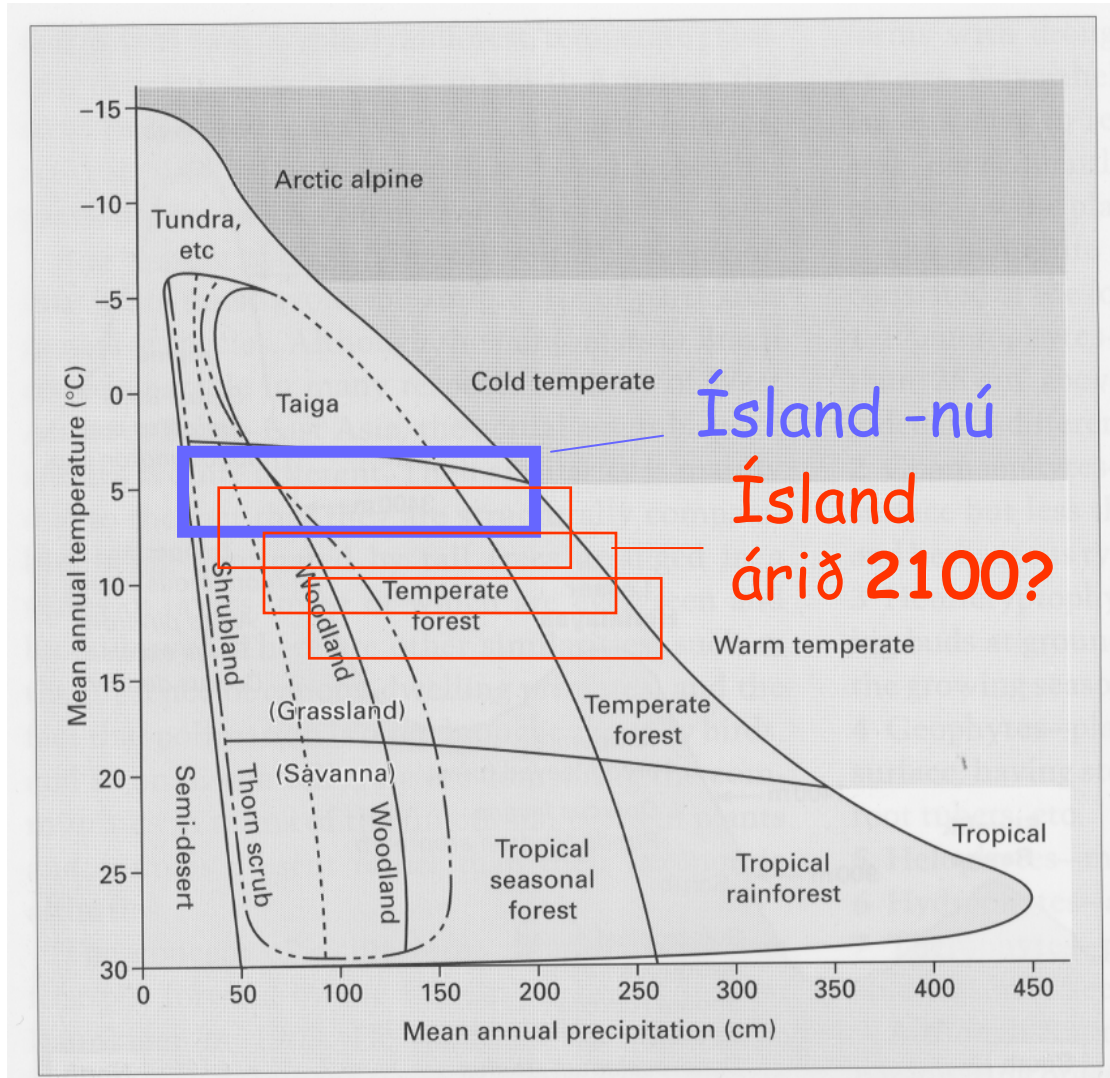 −15
−10
−5
0
5
10
15
20
25
30
Mean annual temperature (°C)
Arctic alpine
Tundra,
etc
Taiga
Cold temperate
Ísland -nú
Ísland
árið 2100?
Shrubland
Woodland
Temperate
forest
Warm temperate
(Grassland)
Temperate
forest
Semi-desert
Thorn scrub
(Savanna)
Woodland
Tropical
seasonal
forest
Tropical
rainforest
Tropical
0 50 100 150 200 250 300 350 400 450
Mean annual precipitation (cm)